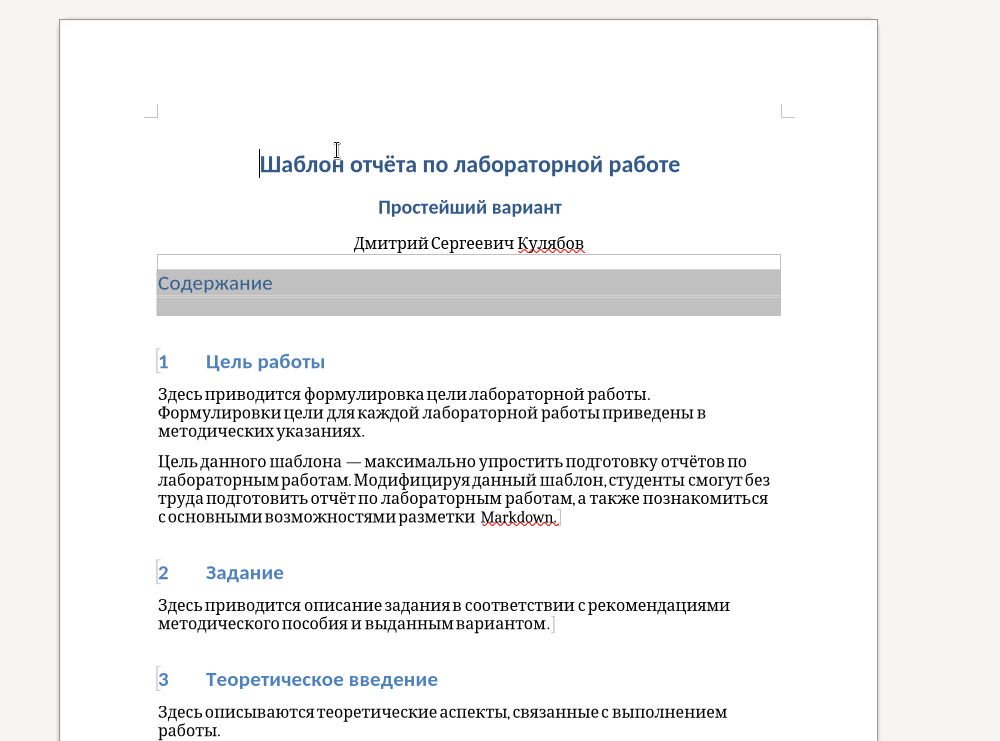 Шаблон отчёта по лабораторной работе
Простейший вариант
Дмитрий Сергеевич Кулябов
Содержание
1 Цель работы
Здесь приводится формулировка цели лабораторной работы.
Формулировки цели для каждой лабораторной работы приведены в
методических указаниях.
Цель данного шаблона — максимально упростить подготовку отчётов по
лабораторным работам. Модифицируя данный шаблон, студенты смогут без
труда подготовить отчёт по лабораторным работам, а также познакомиться
с основными возможностями разметки Markdown.
2 Задание
Здесь приводится описание задания в соответствии с рекомендациями
методического пособия и выданным вариантом.
3 Теоретическое введение
Здесь описываются теоретические аспекты, связанные с выполнением
работы.